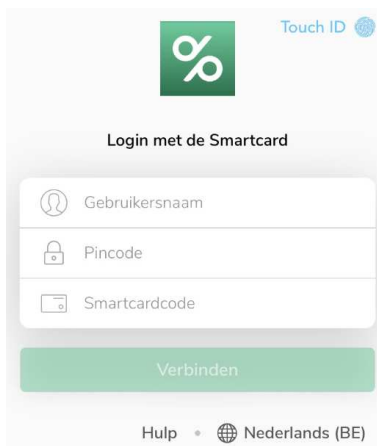 Touch ID
%
Login met de Smartcard
Gebruikersnaam
Pincode
Smartcardcode
Verbinden
Hulp • Nederlands (BE)